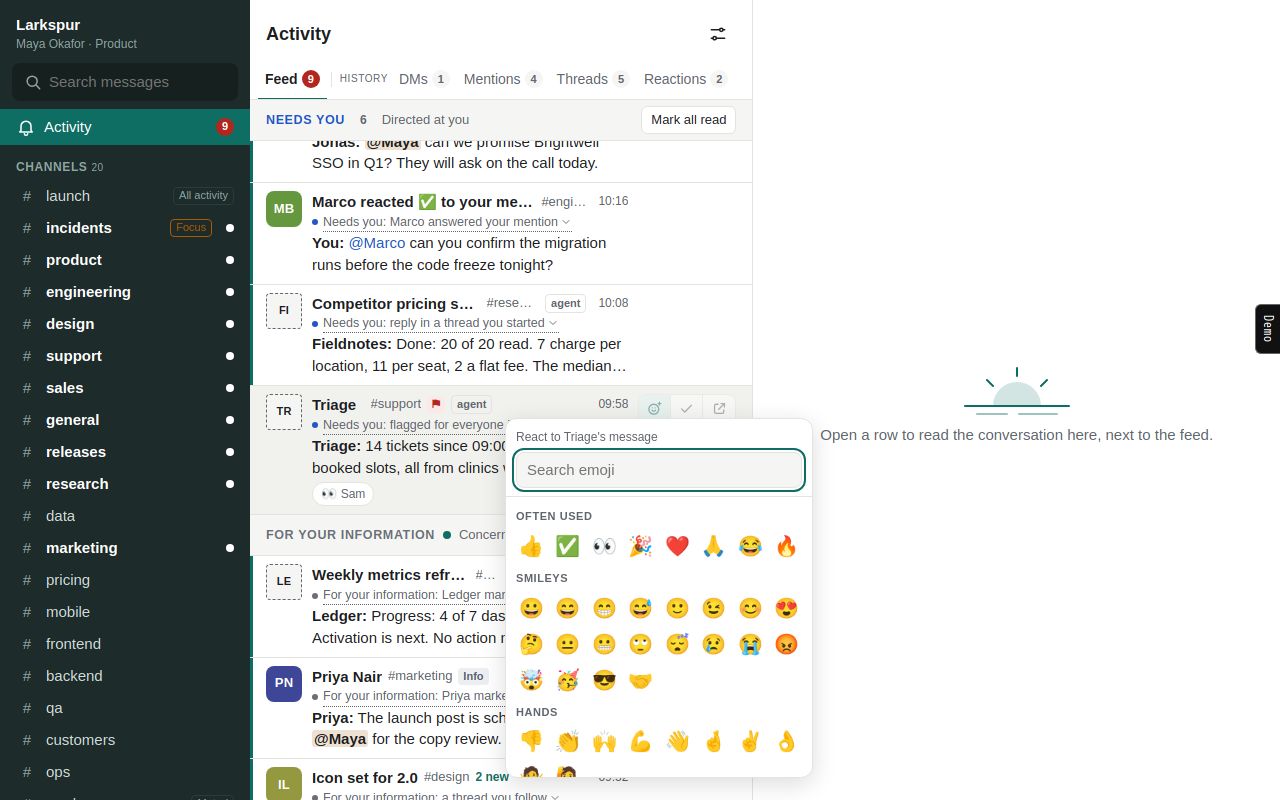 Larkspur
Maya Okafor · Product
Search messages
Activity
9
CHANNELS 20
# launch All activity
# incidents Focus
# product
# engineering
# design
# support
# sales
# general
# releases
# research
# data
# marketing
# pricing
# mobile
# frontend
# backend
# qa
# customers
# ops
Activity
Feed 9 HISTORY DMs 1 Mentions 4 Threads 5 Reactions 2
NEEDS YOU 6 Directed at you Mark all read
Jonas: @Maya can we promise Brightwell
SSO in Q1? They will ask on the call today.
MB
Marco reacted ✅ to your me… #engi… 10:16
Needs you: Marco answered your mention
You: @Marco can you confirm the migration
runs before the code freeze tonight?
FI
Competitor pricing s… #rese… agent 10:08
Needs you: reply in a thread you started
Fieldnotes: Done: 20 of 20 read. 7 charge per
location, 11 per seat, 2 a flat fee. The median…
TR
Triage #support agent 09:58
Needs you: flagged for everyone
Triage: 14 tickets since 09:00
booked slots, all from clinics
👀 Sam
FOR YOUR INFORMATION
LE
Weekly metrics refr… #…
For your information: Ledger
Ledger: Progress: 4 of 7
Activation is next. No action
PN
Priya Nair #marketing Info
For your information: Priya
Priya: The launch post is
@Maya for the copy review.
IL
Icon set for 2.0 #design 2 new 09:52
For your information: a thread you follow
React to Triage's message
Search emoji
OFTEN USED
SMILEYS
HANDS
Open a row to read the conversation here, next to the feed.
Demo